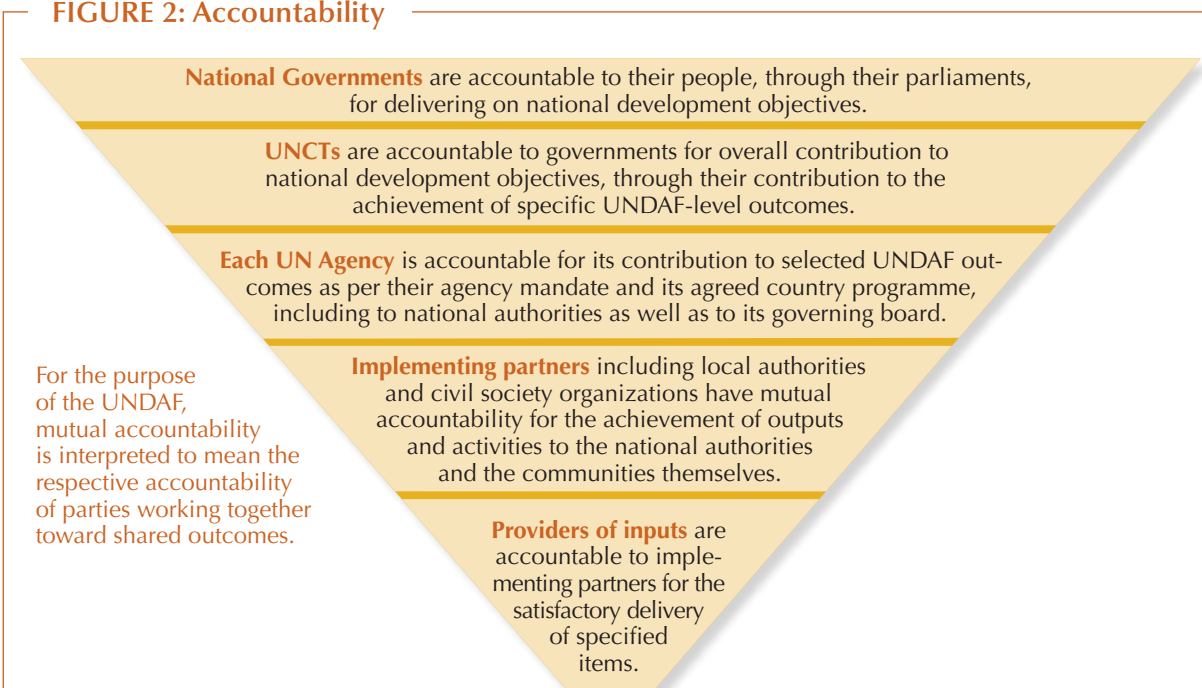 FIGURE 2: Accountability
National Governments are accountable to their people, through their parliaments,
for delivering on national development objectives.
UNCTs are accountable to governments for overall contribution to
national development objectives, through their contribution to the
achievement of specific UNDAF-level outcomes.
Each UN Agency is accountable for its contribution to selected UNDAF out-
comes as per their agency mandate and its agreed country programme,
including to national authorities as well as to its governing board.
Implementing partners including local authorities
and civil society organizations have mutual
accountability for the achievement of outputs
and activities to the national authorities
and the communities themselves.
For the purpose
of the UNDAF,
mutual accountability
is interpreted to mean the
respective accountability
of parties working together
toward shared outcomes.
Providers of inputs are
accountable to imple-
menting partners for the
satisfactory delivery
of specified
items.